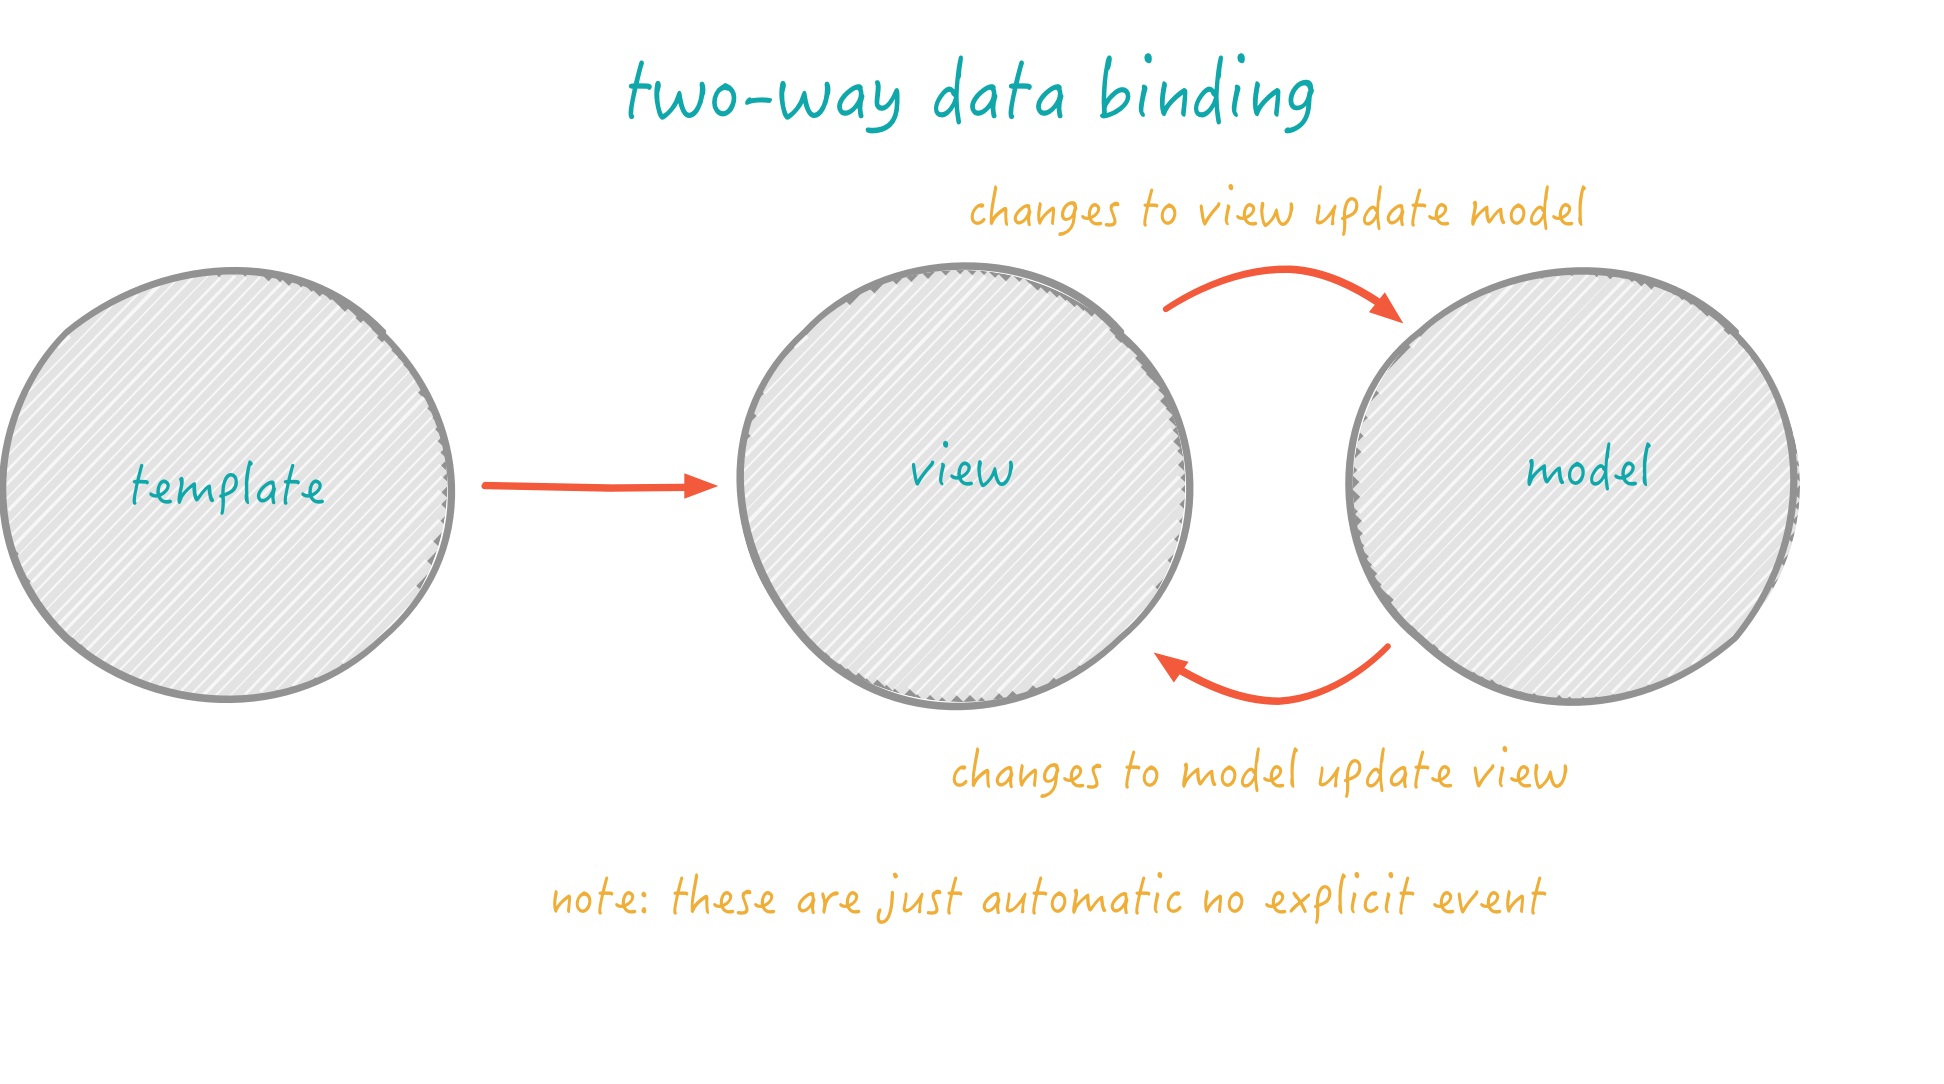 two-way data binding
changes to view update model
template
view
model
changes to model update view
note: these are just automatic no explicit event